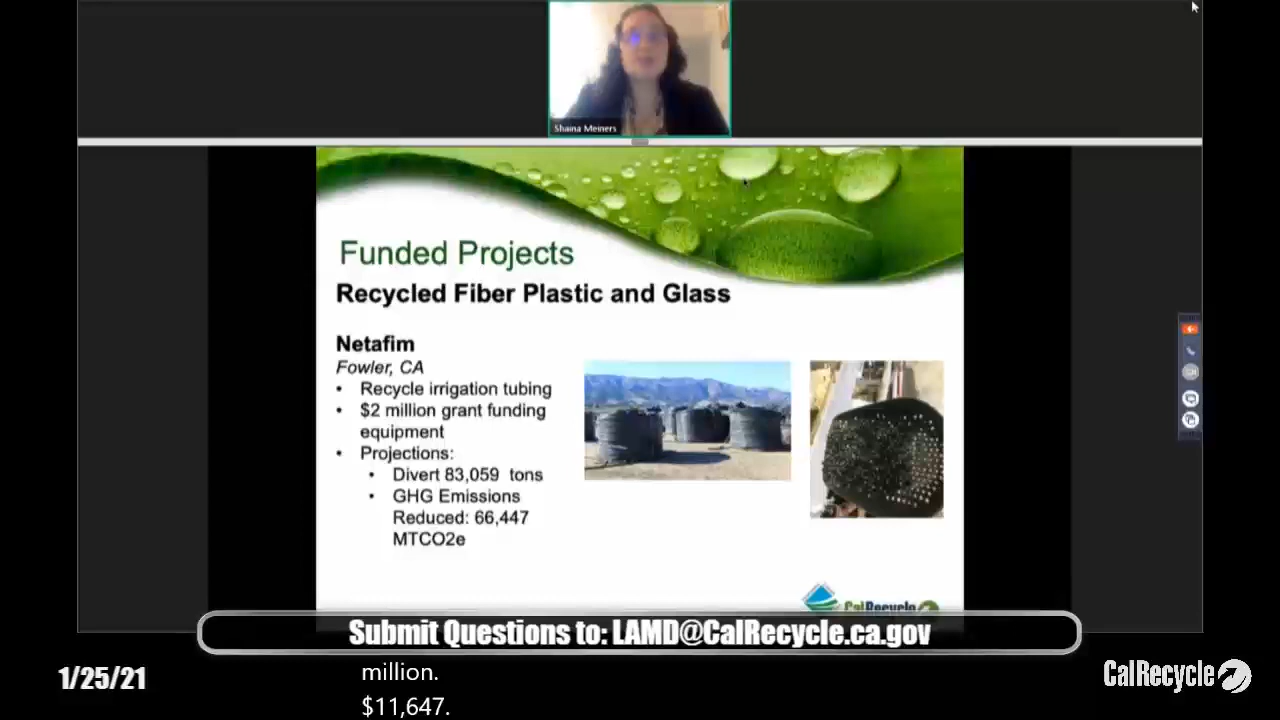 Shaina Meiners
Funded Projects
Recycled Fiber Plastic and Glass
Netafim
Fowler, CA
• Recycle irrigation tubing
• $2 million grant funding
equipment
• Projections:
• Divert 83,059 tons
• GHG Emissions
Reduced: 66,447
MTCO2e
CalRecycle
Submit Questions to: LAMD@CalRecycle.ca.gov
1/25/21
million.
$11,647.
CalRecycle